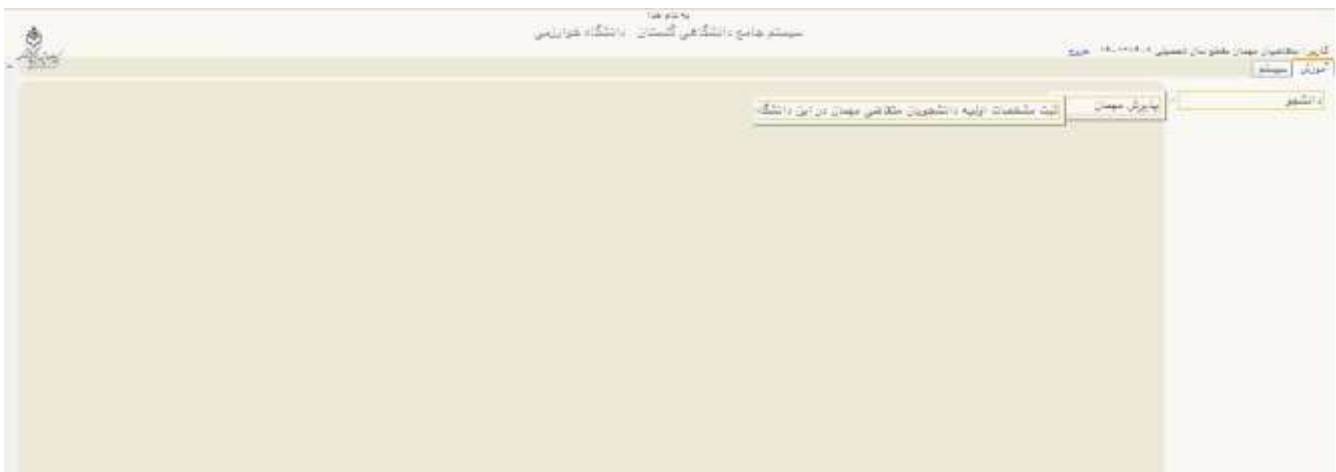 به نام خدا
سیستم جامع دانشگاهی گلستان دانشگاه خوارزمی
کاربر: متقاضیان مهمان مقطع سال تحصیلی خروج
آموزش سیستم
دانشجو
پذیرش مهمان
ثبت مشخصات اولیه دانشجویان متقاضی مهمان در این دانشگاه